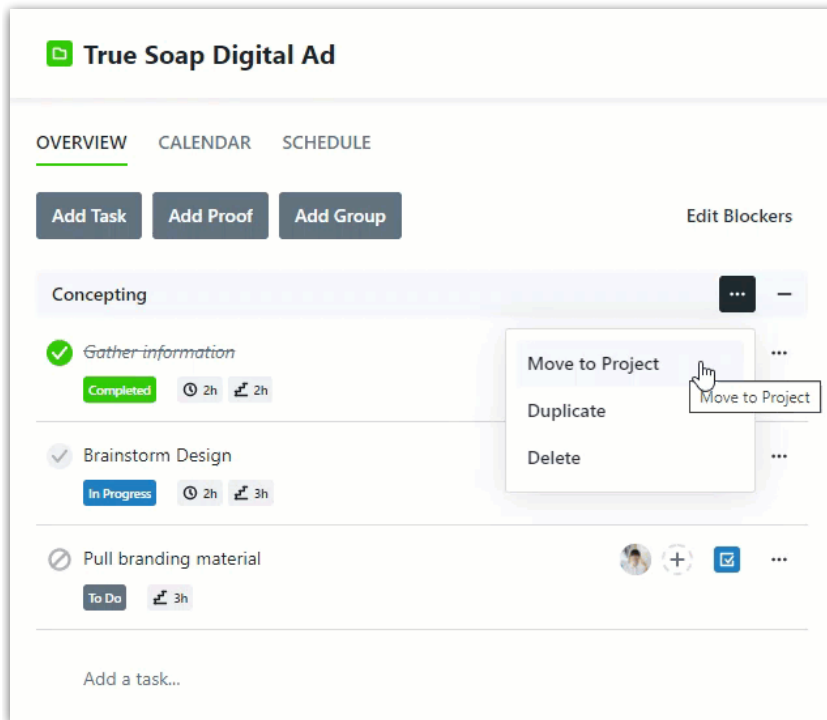 True Soap Digital Ad
OVERVIEW CALENDAR SCHEDULE
Add Task Add Proof Add Group Edit Blockers
Concepting
Gather information
Completed 2h 2h
Move to Project
Move to Project
Duplicate
Delete
Brainstorm Design
In Progress 2h 3h
Pull branding material
To Do 3h
Add a task...